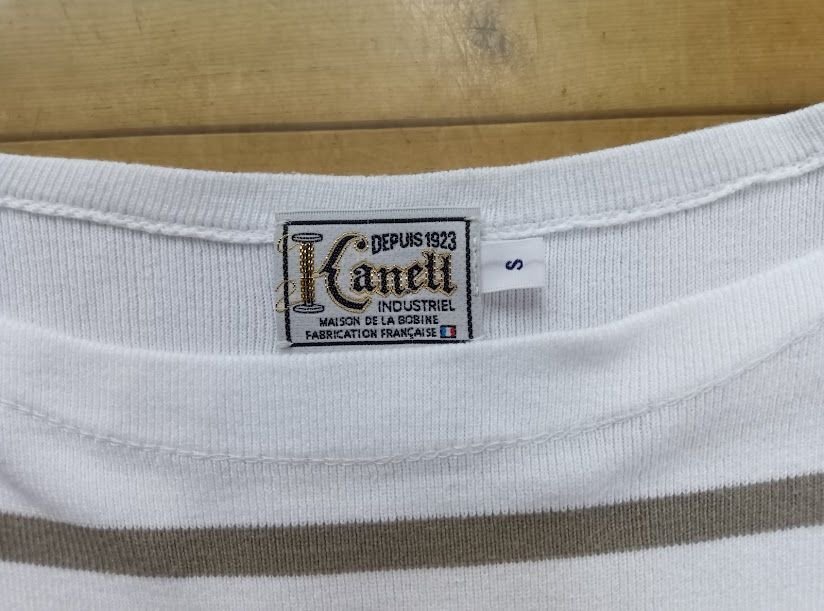 DEPUIS 1923
Kanell
INDUSTRIEL
MAISON DE LA BOBINE
FABRICATION FRANÇAISE
S